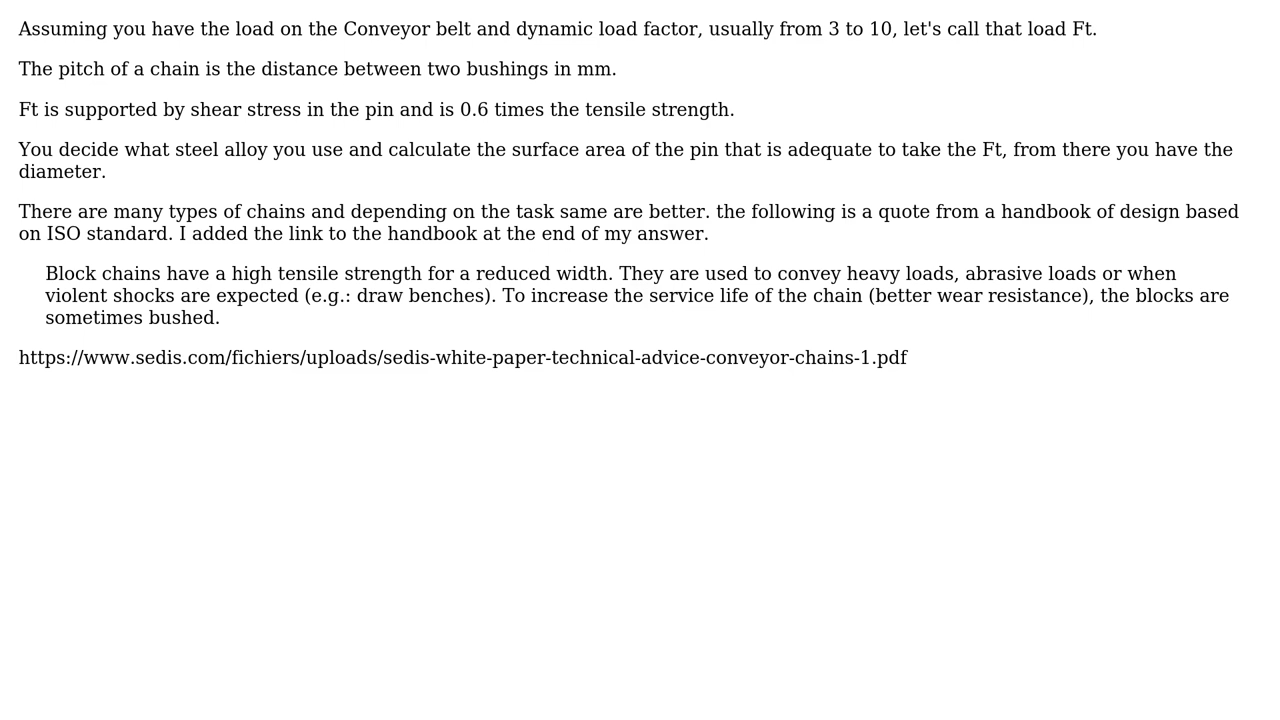 Assuming you have the load on the Conveyor belt and dynamic load factor, usually from 3 to 10, let's call that load Ft.
The pitch of a chain is the distance between two bushings in mm.
Ft is supported by shear stress in the pin and is 0.6 times the tensile strength.
You decide what steel alloy you use and calculate the surface area of the pin that is adequate to take the Ft, from there you have the
diameter.
There are many types of chains and depending on the task same are better. the following is a quote from a handbook of design based
on ISO standard. I added the link to the handbook at the end of my answer.
Block chains have a high tensile strength for a reduced width. They are used to convey heavy loads, abrasive loads or when
violent shocks are expected (e.g.: draw benches). To increase the service life of the chain (better wear resistance), the blocks are
sometimes bushed.
https://www.sedis.com/fichiers/uploads/sedis-white-paper-technical-advice-conveyor-chains-1.pdf